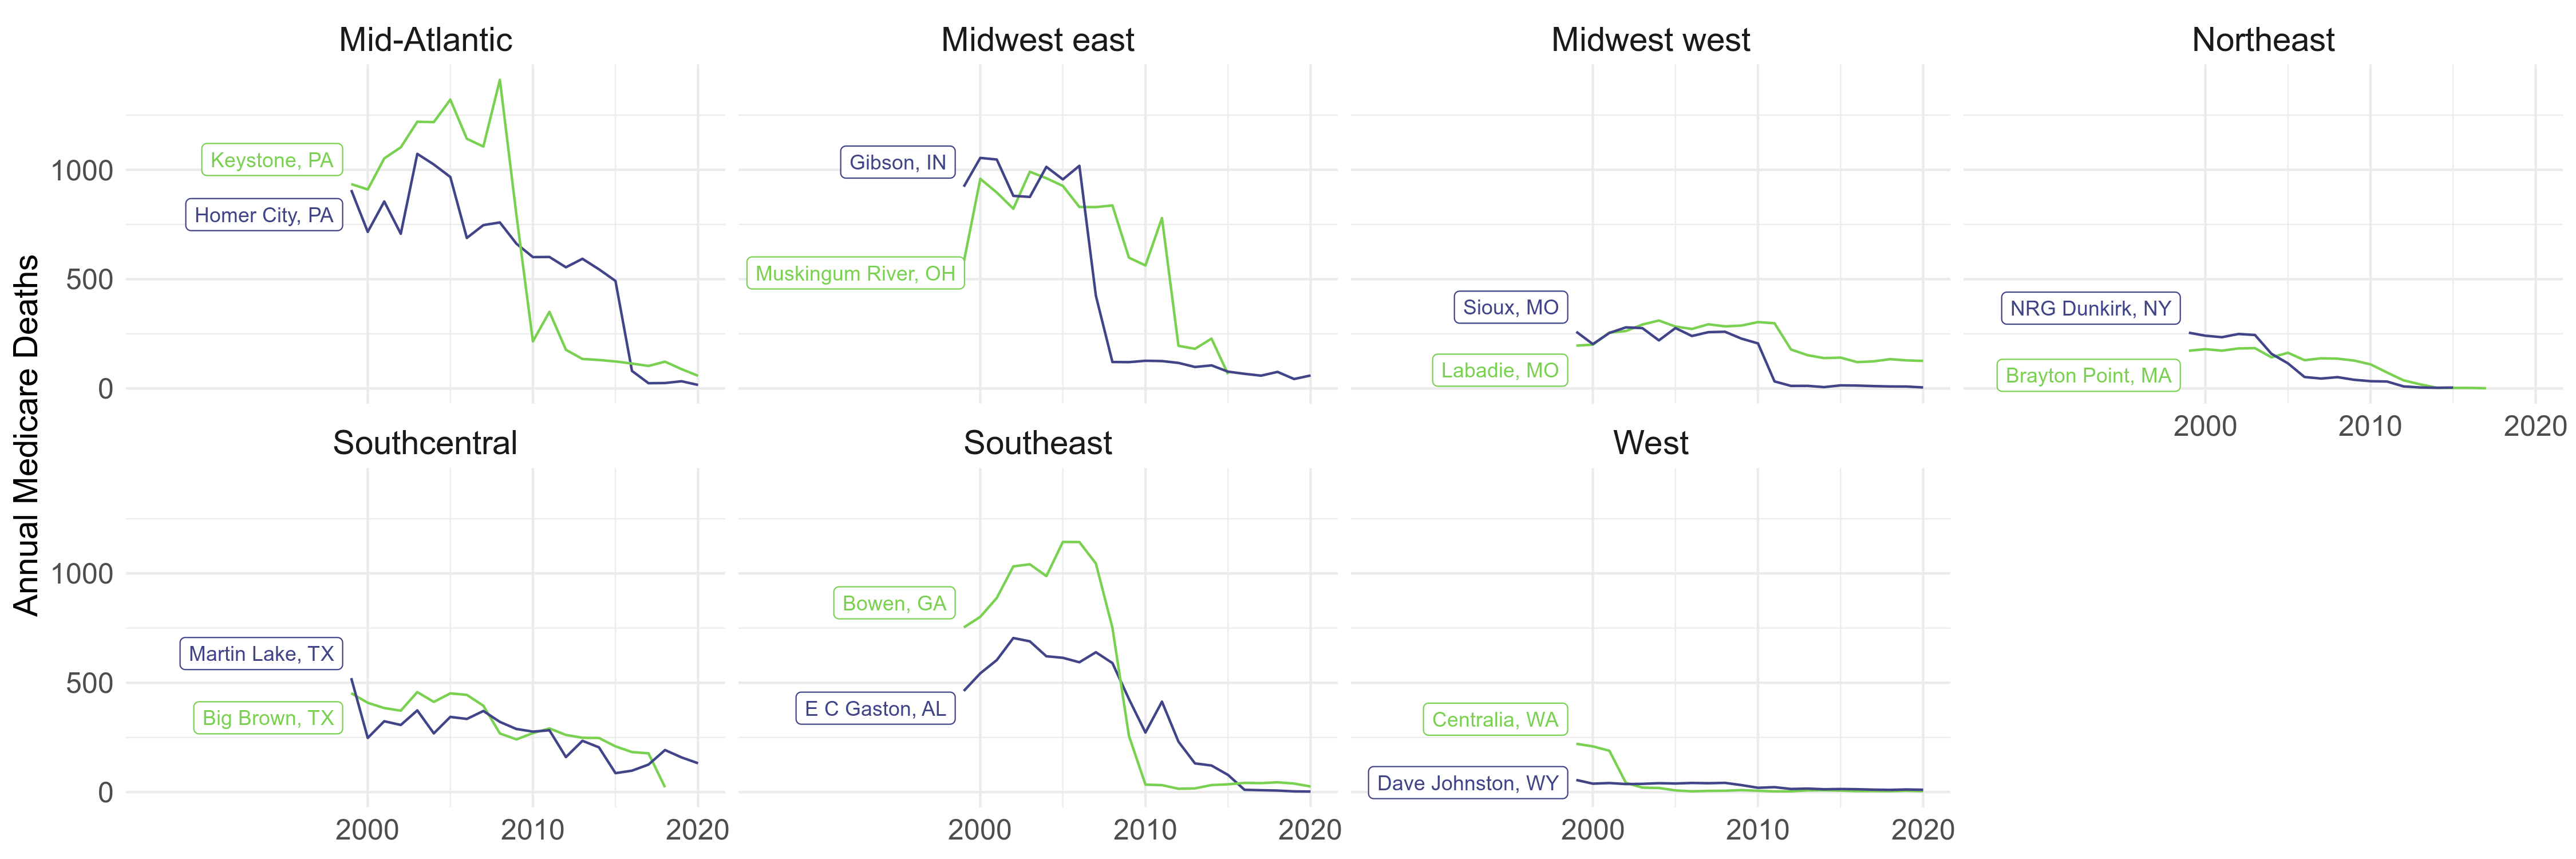 Mid-Atlantic
Midwest east
Midwest west
Northeast
Annual Medicare Deaths
1000
500
0
Keystone, PA
Homer City, PA
Gibson, IN
Muskingum River, OH
Sioux, MO
Labadie, MO
NRG Dunkirk, NY
Brayton Point, MA
2000 2010 2020
Southcentral
Southeast
West
1000
500
0
Martin Lake, TX
Big Brown, TX
Bowen, GA
E C Gaston, AL
Centralia, WA
Dave Johnston, WY
2000 2010 2020
2000 2010 2020
2000 2010 2020